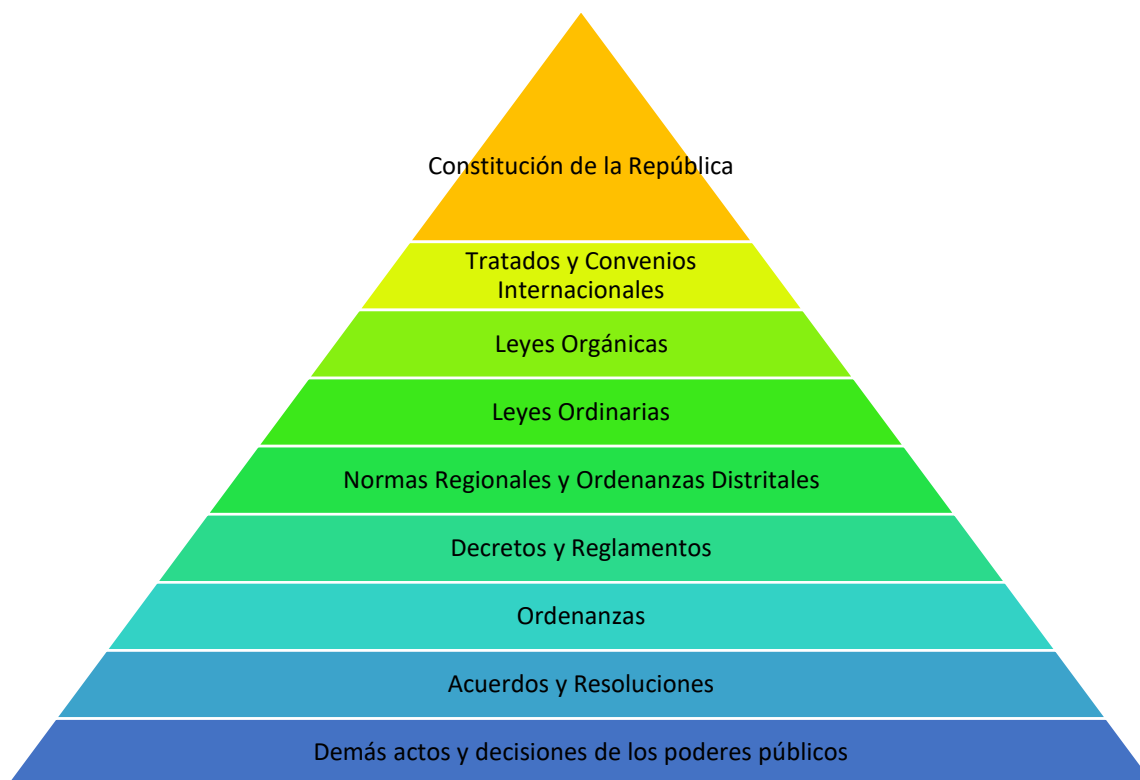 Constitución de la República
Tratados y Convenios
Internacionales
Leyes Orgánicas
Leyes Ordinarias
Normas Regionales y Ordenanzas Distritales
Decretos y Reglamentos
Ordenanzas
Acuerdos y Resoluciones
Demás actos y decisiones de los poderes públicos